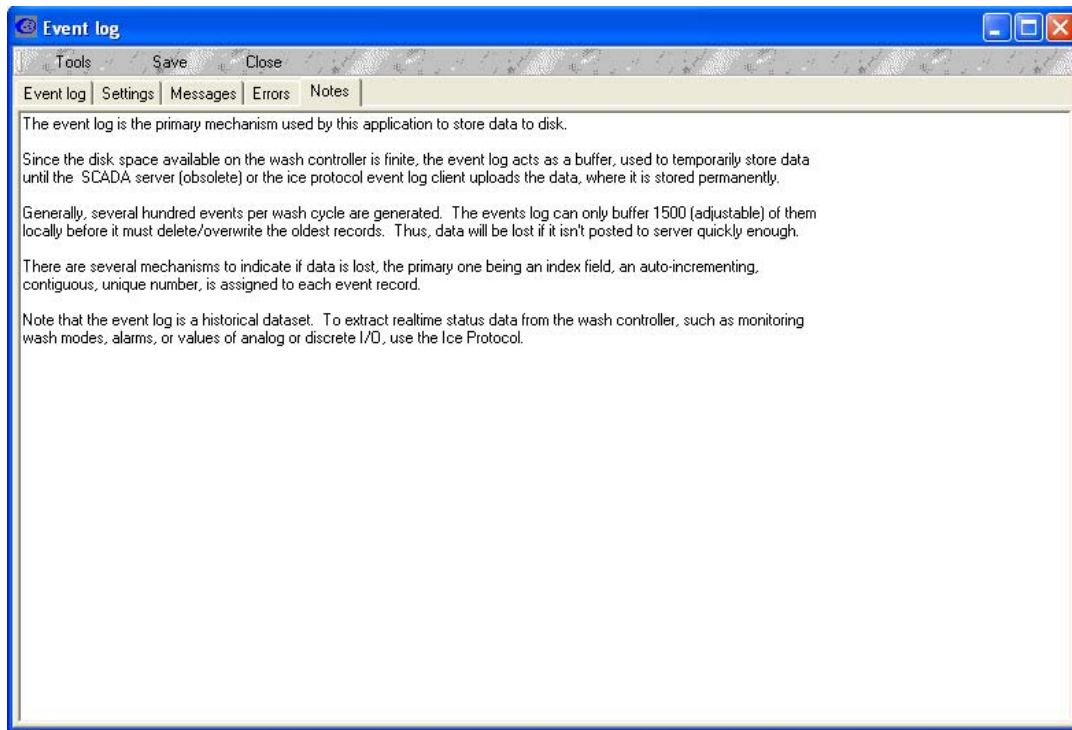 Event log
Tools Save Close
Event log Settings Messages Errors Notes
The event log is the primary mechanism used by this application to store data to disk.
Since the disk space available on the wash controller is finite, the event log acts as a buffer, used to temporarily store data
until the  SCADA server (obsolete) or the ice protocol event log client uploads the data, where it is stored permanently.
Generally, several hundred events per wash cycle are generated.  The events log can only buffer 1500 (adjustable) of them
locally before it must delete/overwrite the oldest records.  Thus, data will be lost if it isn't posted to server quickly enough.
There are several mechanisms to indicate if data is lost, the primary one being an index field, an auto-incrementing,
contiguous, unique number, is assigned to each event record.
Note that the event log is a historical dataset.  To extract realtime status data from the wash controller, such as monitoring
wash modes, alarms, or values of analog or discrete I/O, use the Ice Protocol.